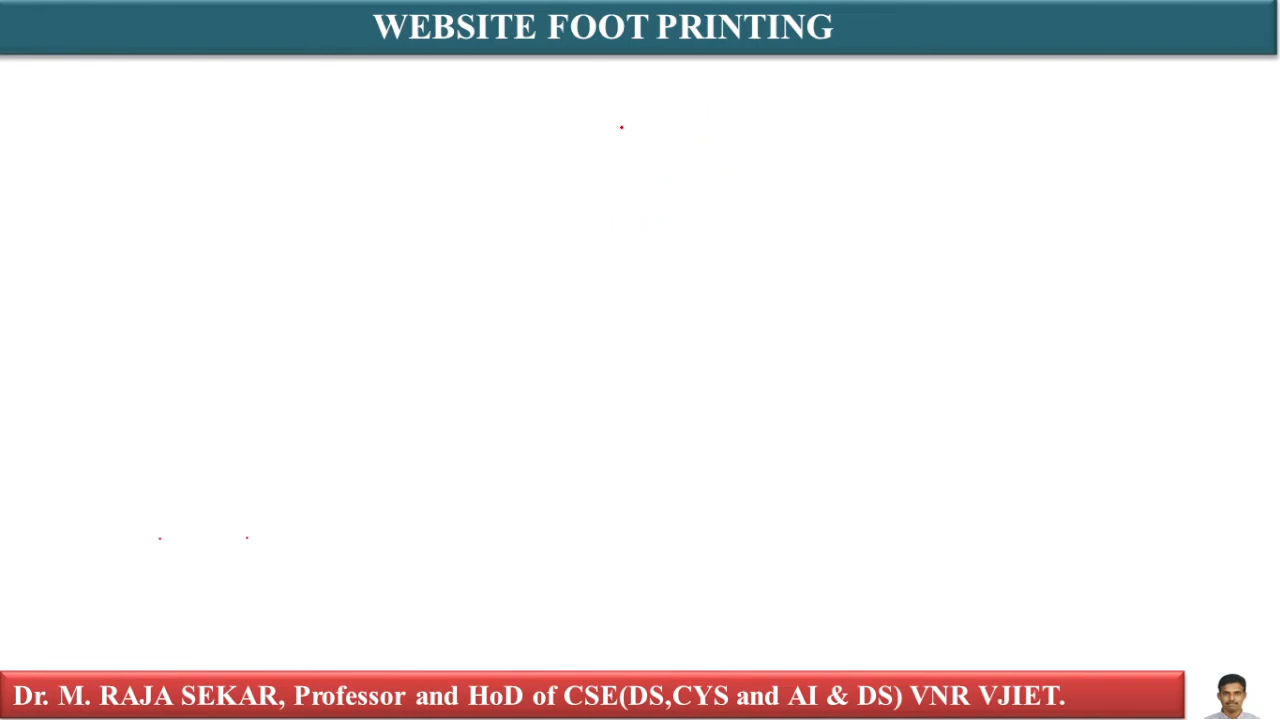 WEBSITE FOOT PRINTING
Dr. M. RAJA SEKAR, Professor and HoD of CSE(DS,CYS and AI & DS) VNR VJIET.